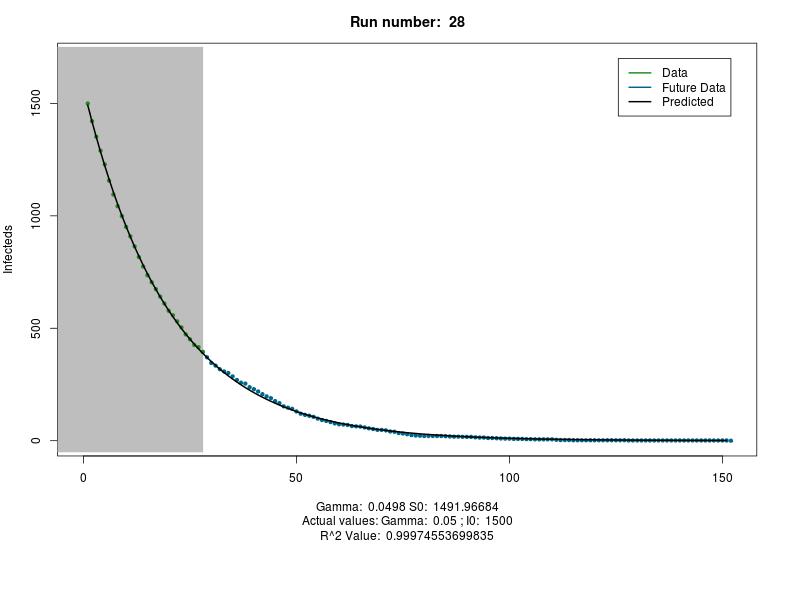 Run number:  28
Data
Future Data
Predicted
Infecteds
1500
1000
500
0
0 50 100 150
Gamma:  0.0498 S0:  1491.96684
Actual values: Gamma:  0.05 ; I0:  1500
R^2 Value:  0.99974553699835